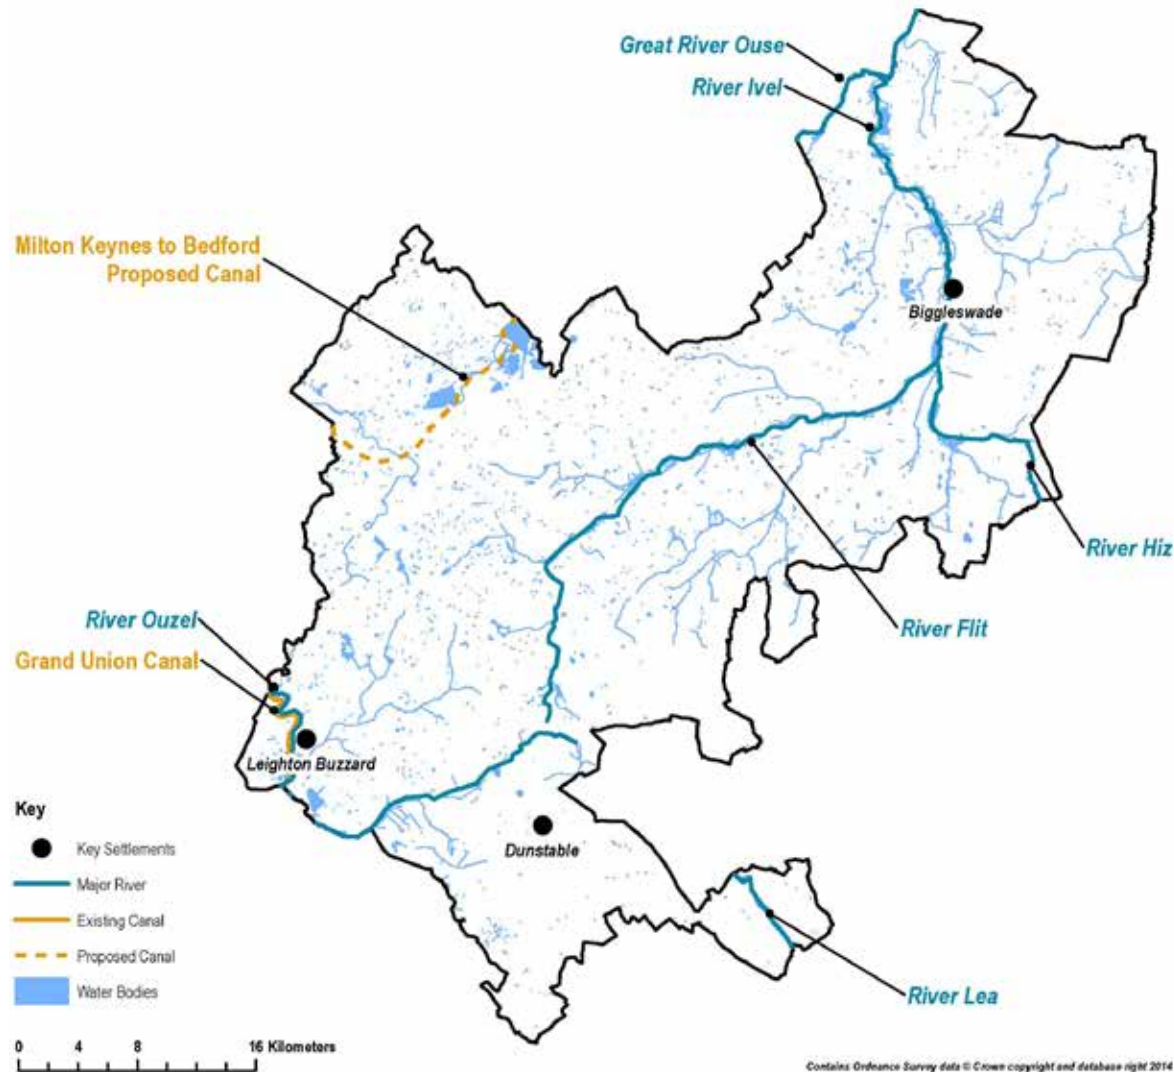 Great River Ouse
River Ivel
Milton Keynes to Bedford
Proposed Canal
Biggleswade
River Hiz
River Flit
River Ouzel
Grand Union Canal
Leighton Buzzard
Dunstable
River Lea
Key
Key Settlements
Major River
Existing Canal
Proposed Canal
Water Bodies
0 4 8 16 Kilometers
Contains Ordnance Survey data © Crown copyright and database right 2014